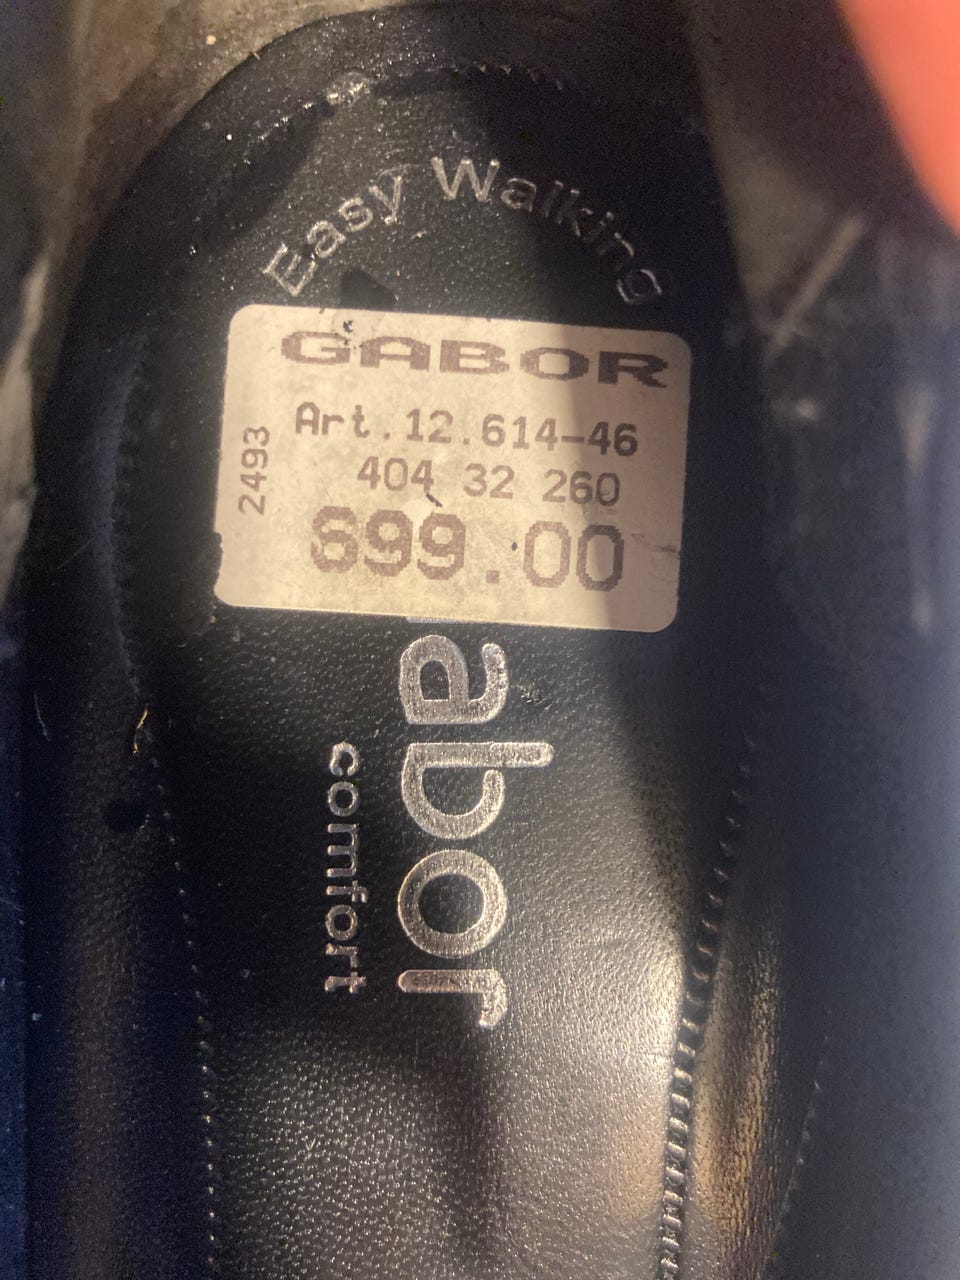 Easy Walking
GABOR
Art.12.614-46
404 32 260
699.00
2493
abor
comfort